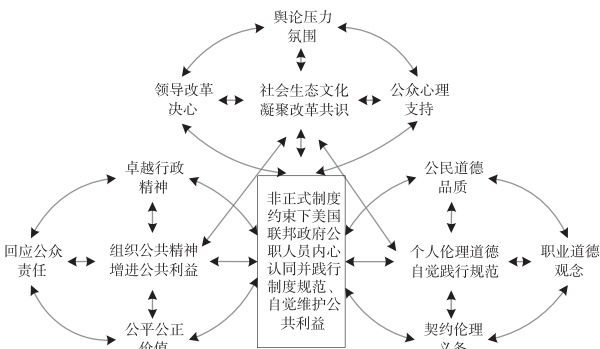 舆论压力
氛围
领导改革
决心
社会生态文化
凝聚改革共识
公众心理
支持
卓越行政
精神
回应公众
责任
组织公共精神
增进公共利益
公平公正
价值
非正式制度
约束下美国
联邦政府公
职人员内心
认同并践行
制度规范、
自觉维护公
共利益
公民道德
品质
个人伦理道德
自觉践行规范
职业道德
观念
契约伦理
义务